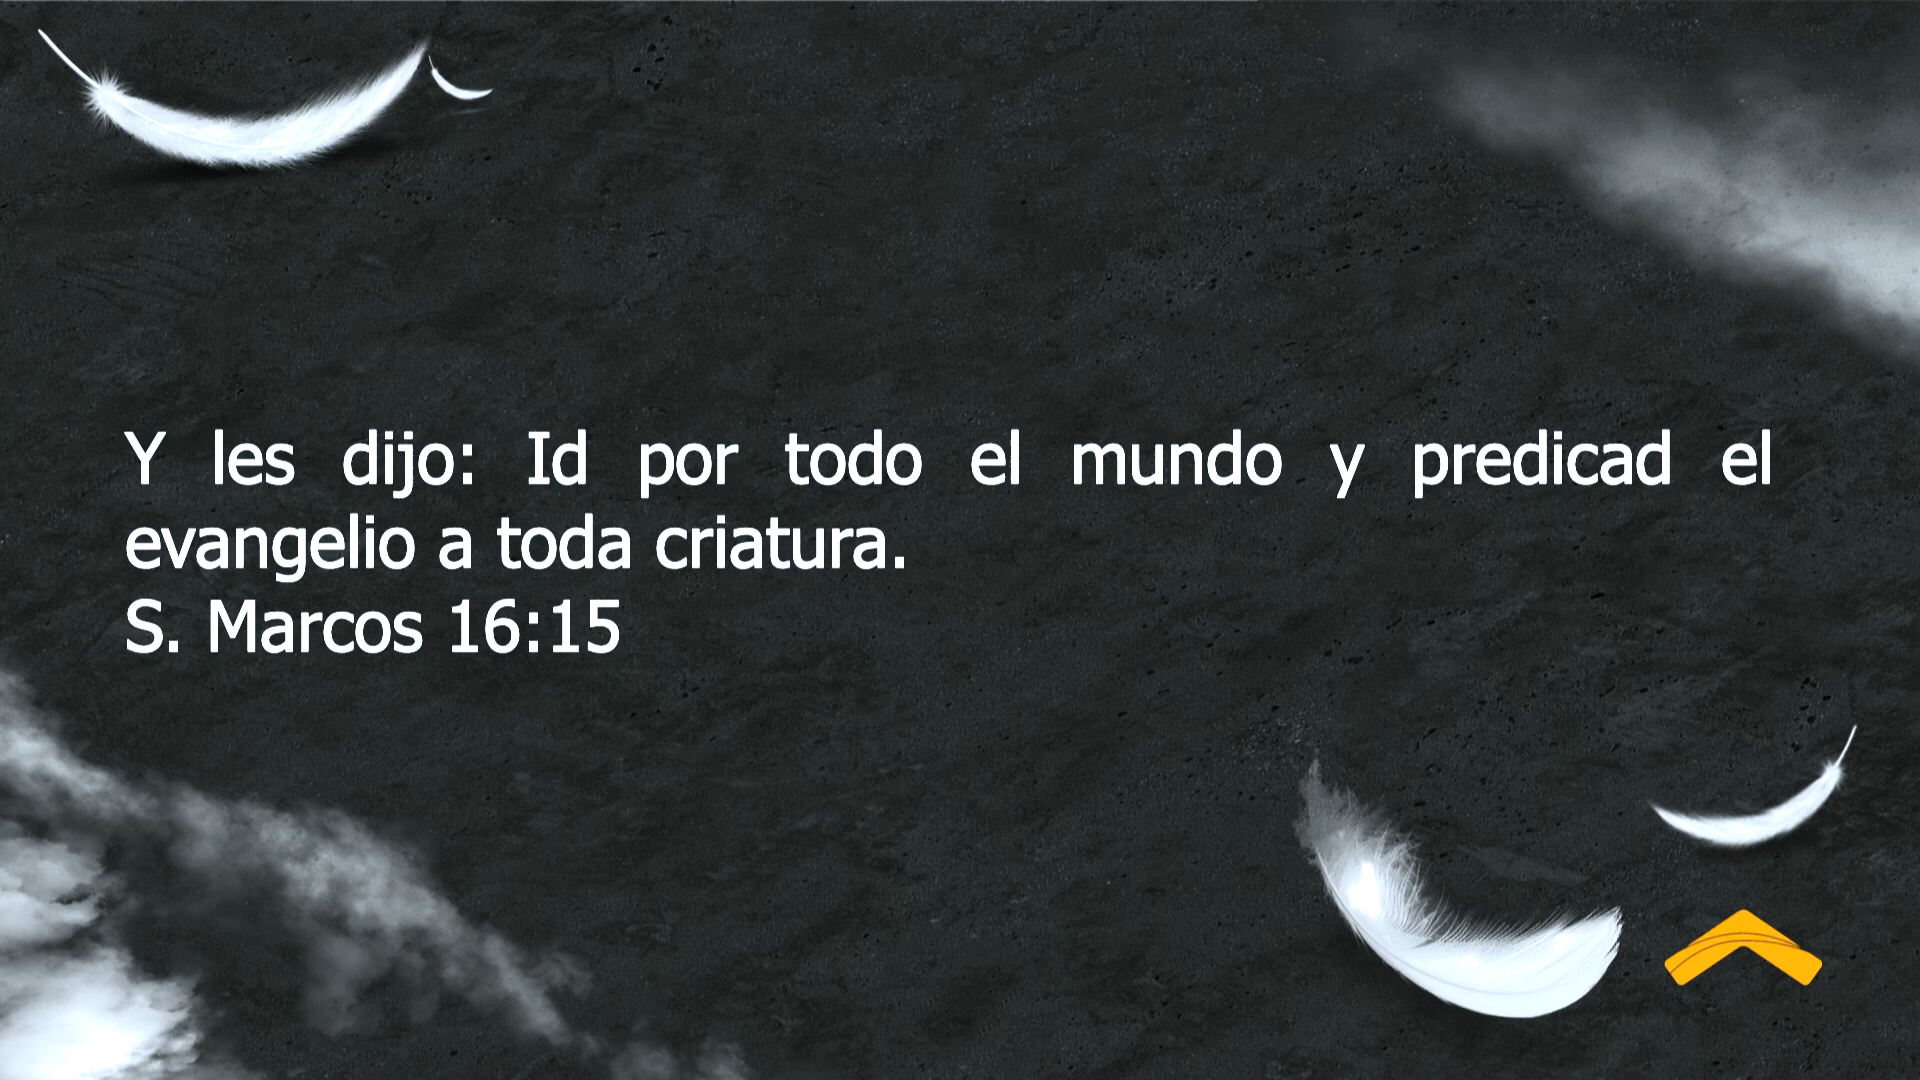 Y les dijo: Id por todo el mundo y predicad el
evangelio a toda criatura.
S. Marcos 16:15